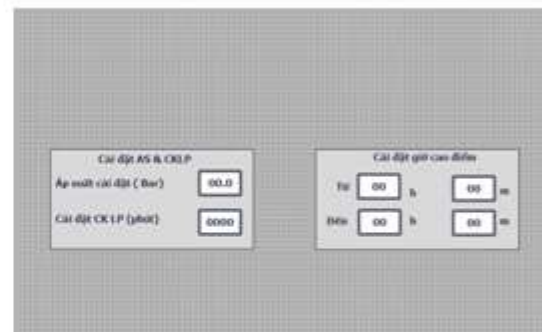 Cài đặt AS & CKLP
Áp suất cài đặt ( Bar)
00.0
Cài đặt CK LP (phút)
0000
Cài đặt giờ cao điểm
Từ 00 h 00 m
Đến 00 h 00 m